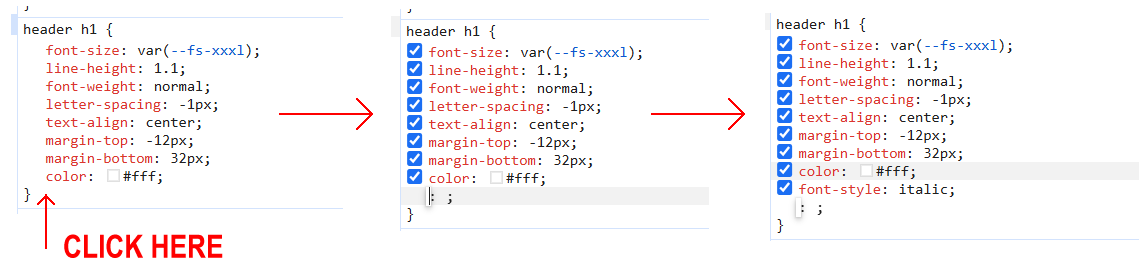 }
header h1 {
font-size: var(--fs-xxxl);
line-height: 1.1;
font-weight: normal;
letter-spacing: -1px;
text-align: center;
margin-top: -12px;
margin-bottom: 32px;
color: #fff;
}
CLICK HERE
header h1 {
font-size: var(--fs-xxxl);
line-height: 1.1;
font-weight: normal;
letter-spacing: -1px;
text-align: center;
margin-top: -12px;
margin-bottom: 32px;
color: #fff;
: ;
}
header h1 {
font-size: var(--fs-xxxl);
line-height: 1.1;
font-weight: normal;
letter-spacing: -1px;
text-align: center;
margin-top: -12px;
margin-bottom: 32px;
color: #fff;
font-style: italic;
: ;
}